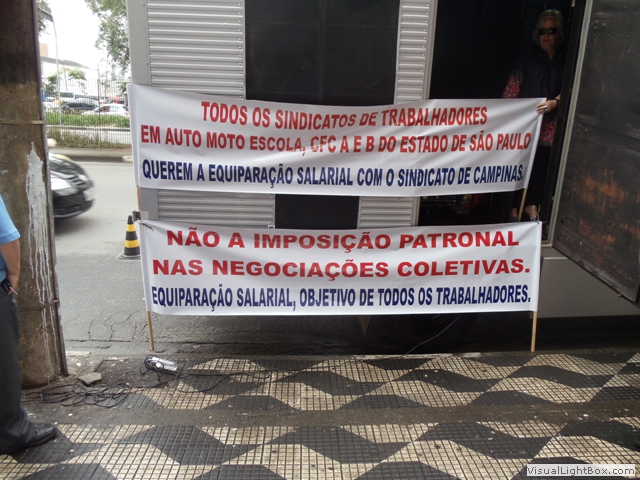 TODOS OS SINDICATOS DE TRABALHADORES
EM AUTO MOTO ESCOLA, CFC A E B DO ESTADO DE SÃO PAULO
QUEREM A EQUIPARAÇÃO SALARIAL COM O SINDICATO DE CAMPINAS.
NÃO A IMPOSIÇÃO PATRONAL
NAS NEGOCIAÇÕES COLETIVAS.
EQUIPARAÇÃO SALARIAL, OBJETIVO DE TODOS OS TRABALHADORES.
VisualLightBox.com